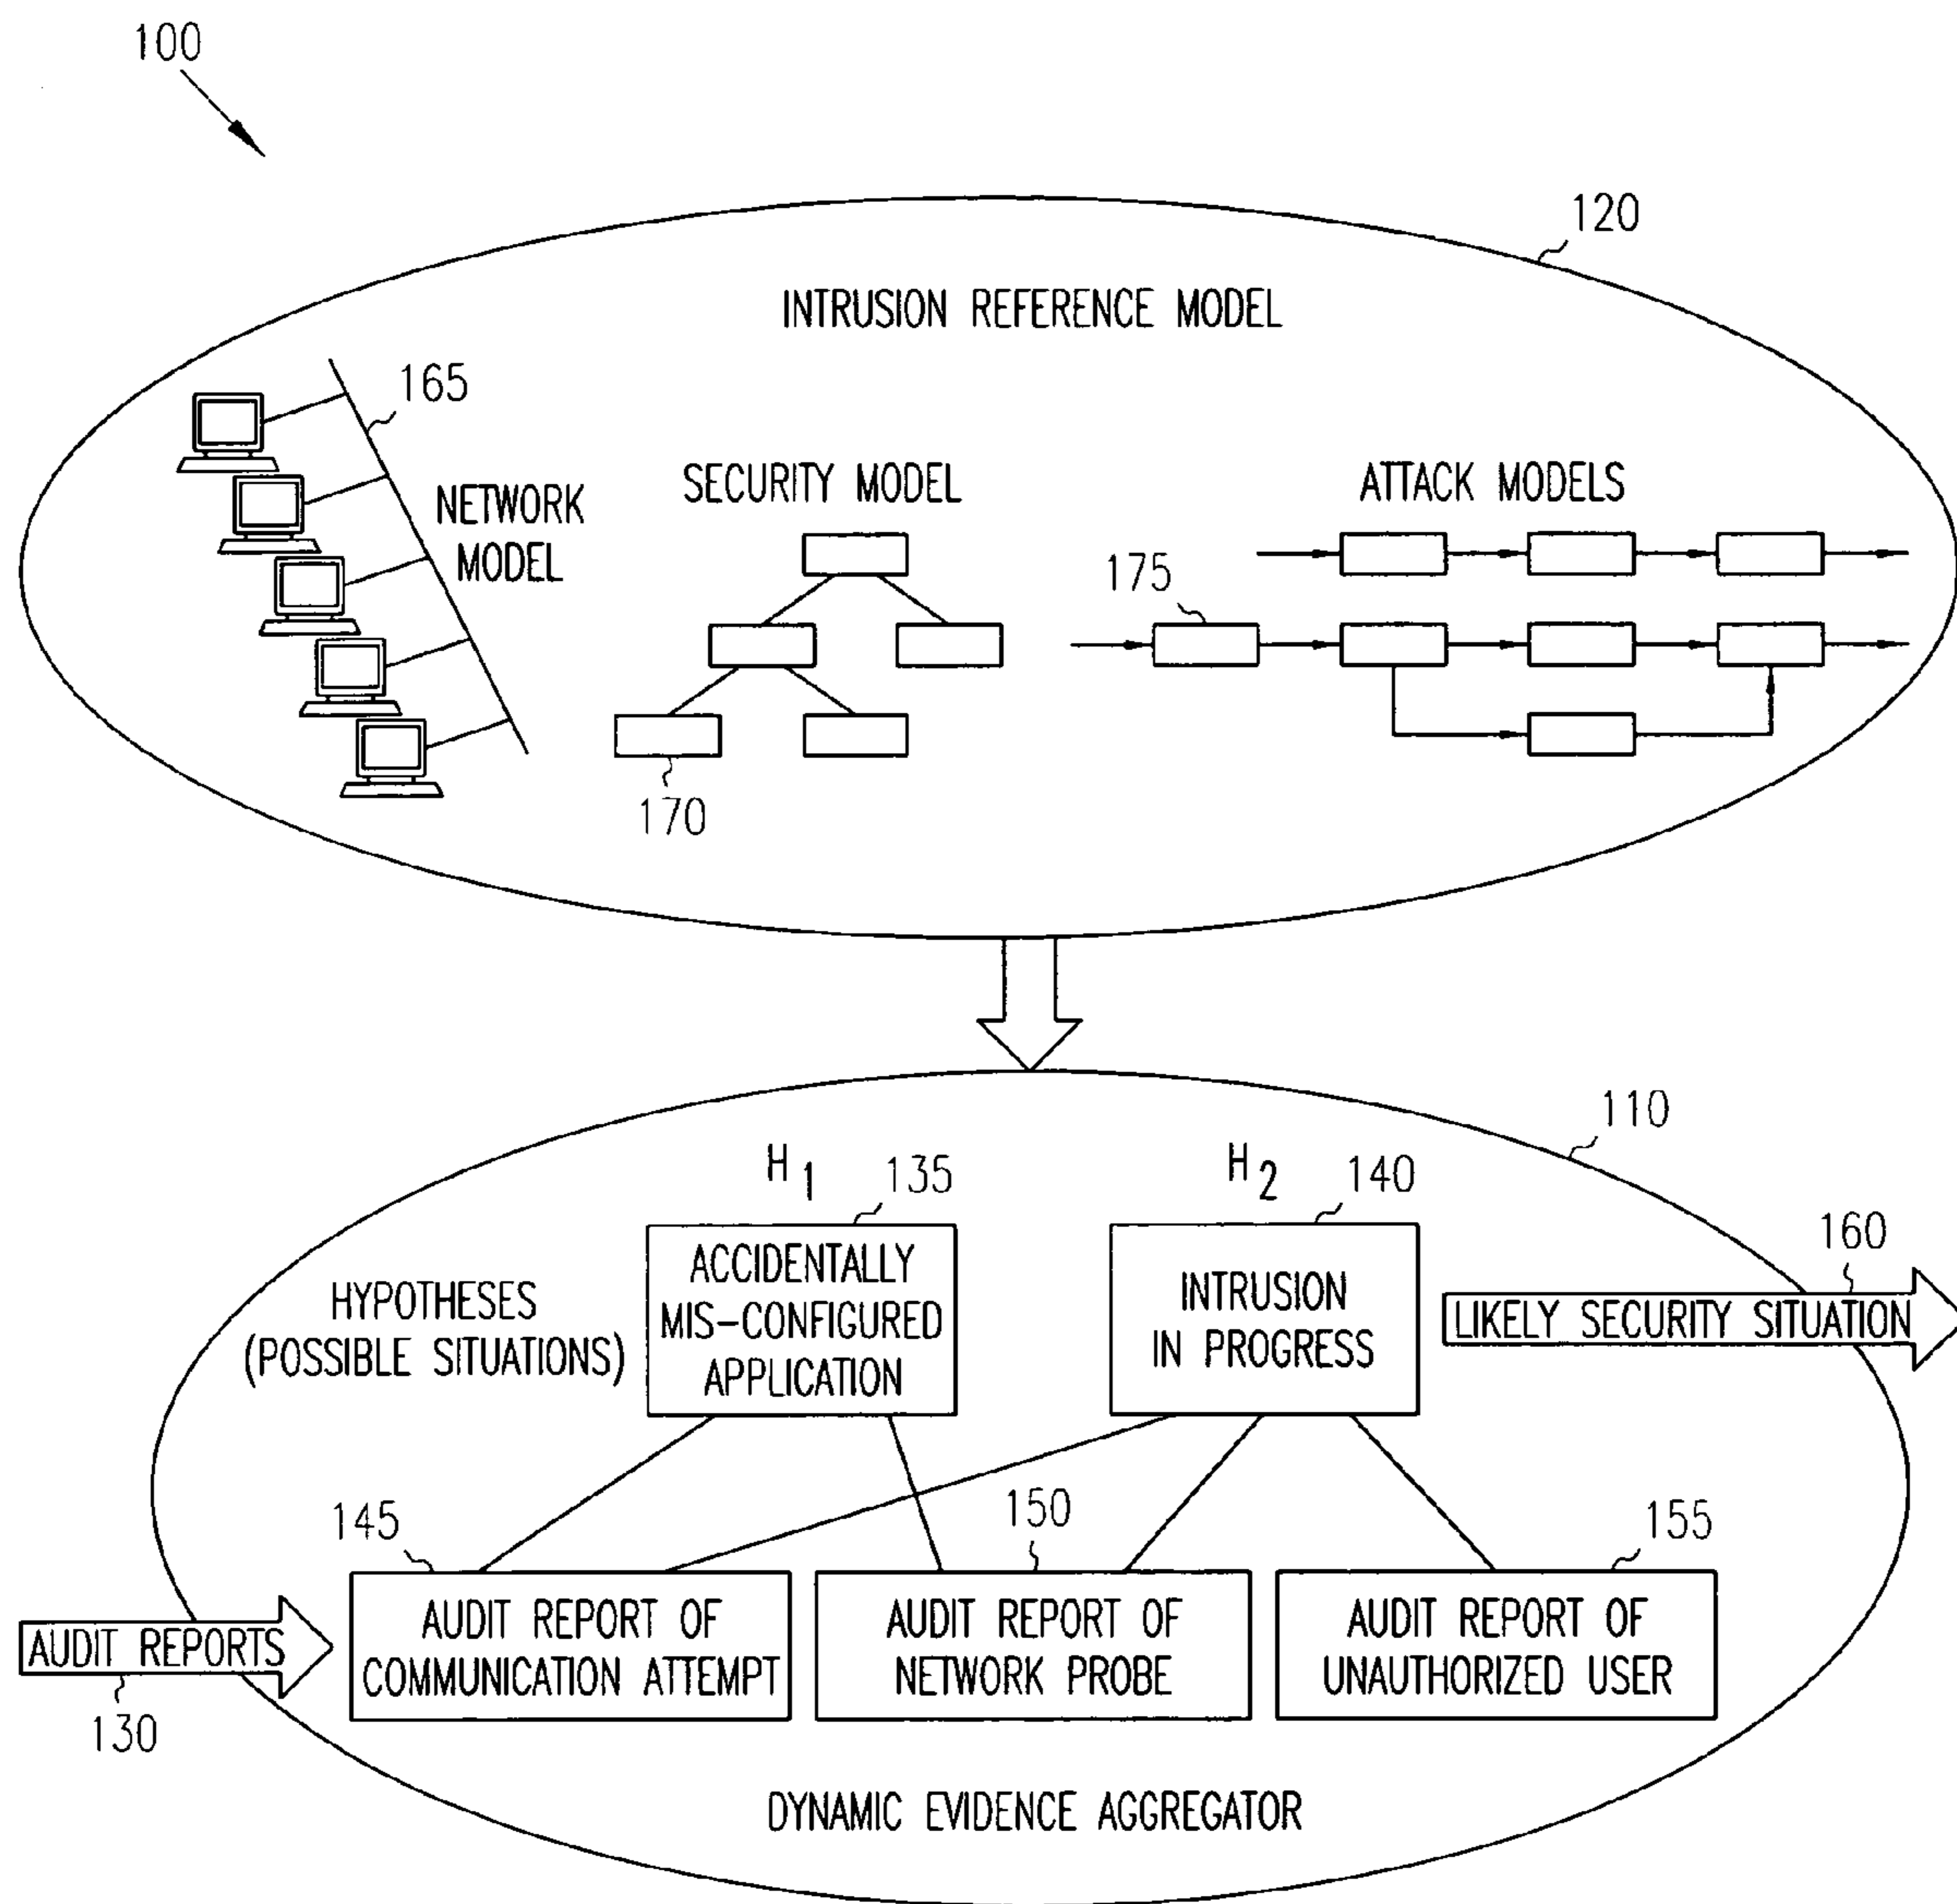 100
120
INTRUSION REFERENCE MODEL
165
NETWORK
MODEL
SECURITY MODEL
170
ATTACK MODELS
175
110
H1
135
H2
140
HYPOTHESES
(POSSIBLE SITUATIONS)
ACCIDENTALLY
MIS-CONFIGURED
APPLICATION
INTRUSION
IN PROGRESS
160
LIKELY SECURITY SITUATION
145
150
155
AUDIT REPORTS
130
AUDIT REPORT OF
COMMUNICATION ATTEMPT
AUDIT REPORT OF
NETWORK PROBE
AUDIT REPORT OF
UNAUTHORIZED USER
DYNAMIC EVIDENCE AGGREGATOR